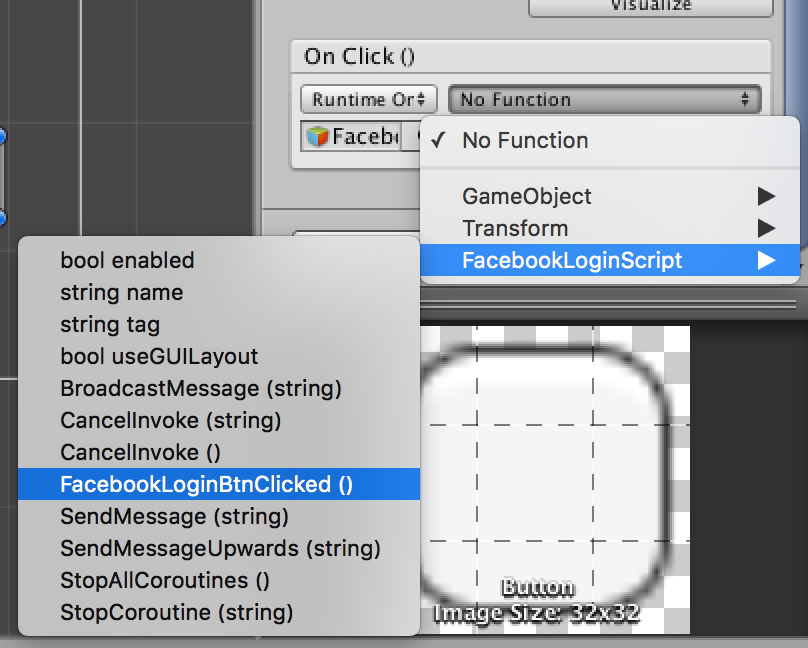 Visualize
On Click ()
Runtime Or
No Function
Faceb
No Function
GameObject
Transform
FacebookLoginScript
bool enabled
string name
string tag
bool useGUILayout
BroadcastMessage (string)
CancelInvoke (string)
CancelInvoke ()
FacebookLoginBtnClicked ()
SendMessage (string)
SendMessageUpwards (string)
StopAllCoroutines ()
StopCoroutine (string)
Button
Image Size: 32x32